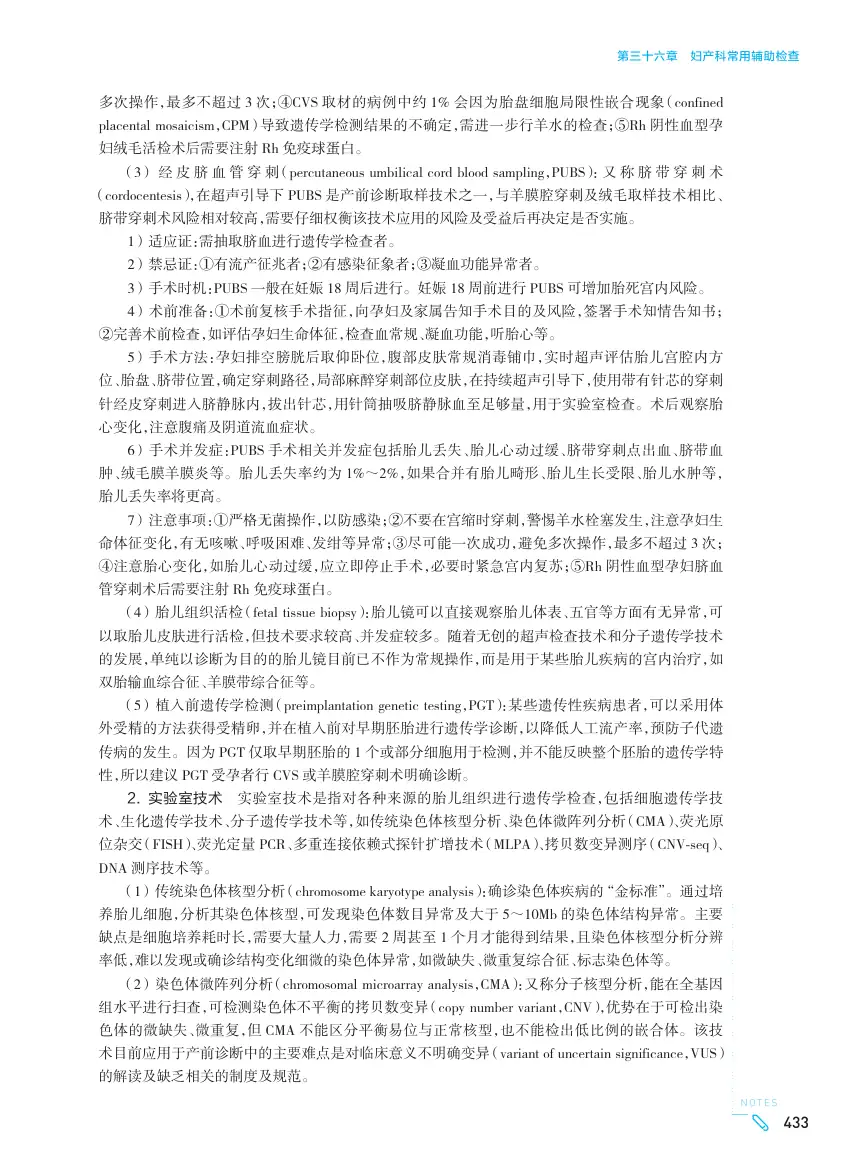 第三十六章 妇产科常用辅助检查
多次操作,最多不超过 3 次;④CVS 取材的病例中约 1% 会因为胎盘细胞局限性嵌合现象(confined
placental mosaicism,CPM)导致遗传学检测结果的不确定,需进一步行羊水的检查;⑤Rh 阴性血型孕
妇绒毛活检术后需要注射 Rh 免疫球蛋白。
(3)经皮脐血管穿刺(percutaneous umbilical cord blood sampling,PUBS):又称脐带穿刺术
(cordocentesis),在超声引导下 PUBS 是产前诊断取样技术之一,与羊膜腔穿刺及绒毛取样技术相比、
脐带穿刺术风险相对较高,需要仔细权衡该技术应用的风险及受益后再决定是否实施。
1)适应证:需抽取脐血进行遗传学检查者。
2)禁忌证:①有流产征兆者;②有感染征象者;③凝血功能异常者。
3)手术时机:PUBS 一般在妊娠 18 周后进行。妊娠 18 周前进行 PUBS 可增加胎死宫内风险。
4)术前准备:①术前复核手术指征,向孕妇及家属告知手术目的及风险,签署手术知情告知书;
②完善术前检查,如评估孕妇生命体征,检查血常规、凝血功能,听胎心等。
5)手术方法:孕妇排空膀胱后取仰卧位,腹部皮肤常规消毒铺巾,实时超声评估胎儿宫腔内方
位、胎盘、脐带位置,确定穿刺路径,局部麻醉穿刺部位皮肤,在持续超声引导下,使用带有针芯的穿刺
针经皮穿刺进入脐静脉内,拔出针芯,用针筒抽吸脐静脉血至足够量,用于实验室检查。术后观察胎
心变化,注意腹痛及阴道流血症状。
6)手术并发症:PUBS 手术相关并发症包括胎儿丢失、胎儿心动过缓、脐带穿刺点出血、脐带血
肿、绒毛膜羊膜炎等。胎儿丢失率约为 1%~2%,如果合并有胎儿畸形、胎儿生长受限、胎儿水肿等,
胎儿丢失率将更高。
7)注意事项:①严格无菌操作,以防感染;②不要在宫缩时穿刺,警惕羊水栓塞发生,注意孕妇生
命体征变化,有无咳嗽、呼吸困难、发绀等异常;③尽可能一次成功,避免多次操作,最多不超过 3 次;
④注意胎心变化,如胎儿心动过缓,应立即停止手术,必要时紧急宫内复苏;⑤Rh 阴性血型孕妇脐血
管穿刺术后需要注射 Rh 免疫球蛋白。
(4)胎儿组织活检(fetal tissue biopsy):胎儿镜可以直接观察胎儿体表、五官等方面有无异常,可
以取胎儿皮肤进行活检,但技术要求较高、并发症较多。随着无创的超声检查技术和分子遗传学技术
的发展,单纯以诊断为目的的胎儿镜目前已不作为常规操作,而是用于某些胎儿疾病的宫内治疗,如
双胎输血综合征、羊膜带综合征等。
(5)植入前遗传学检测(preimplantation genetic testing,PGT):某些遗传性疾病患者,可以采用体
外受精的方法获得受精卵,并在植入前对早期胚胎进行遗传学诊断,以降低人工流产率,预防子代遗
传病的发生。因为 PGT 仅取早期胚胎的 1 个或部分细胞用于检测,并不能反映整个胚胎的遗传学特
性,所以建议 PGT 受孕者行 CVS 或羊膜腔穿刺术明确诊断。
2. 实验室技术 实验室技术是指对各种来源的胎儿组织进行遗传学检查,包括细胞遗传学技
术、生化遗传学技术、分子遗传学技术等,如传统染色体核型分析、染色体微阵列分析(CMA)、荧光原
位杂交(FISH)、荧光定量 PCR、多重连接依赖式探针扩增技术(MLPA)、拷贝数变异测序(CNV-seq)、
DNA 测序技术等。
(1)传统染色体核型分析(chromosome karyotype analysis):确诊染色体疾病的“金标准”。通过培
养胎儿细胞,分析其染色体核型,可发现染色体数目异常及大于 5~10Mb 的染色体结构异常。主要
缺点是细胞培养耗时长,需要大量人力,需要 2 周甚至 1 个月才能得到结果,且染色体核型分析分辨
率低,难以发现或确诊结构变化细微的染色体异常,如微缺失、微重复综合征、标志染色体等。
(2)染色体微阵列分析(chromosomal microarray analysis,CMA):又称分子核型分析,能在全基因
组水平进行扫查,可检测染色体不平衡的拷贝数变异(copy number variant,CNV),优势在于可检出染
色体的微缺失、微重复,但 CMA 不能区分平衡易位与正常核型,也不能检出低比例的嵌合体。该技
术目前应用于产前诊断中的主要难点是对临床意义不明确变异(variant of uncertain significance,VUS)
的解读及缺乏相关的制度及规范。
NOTES
433